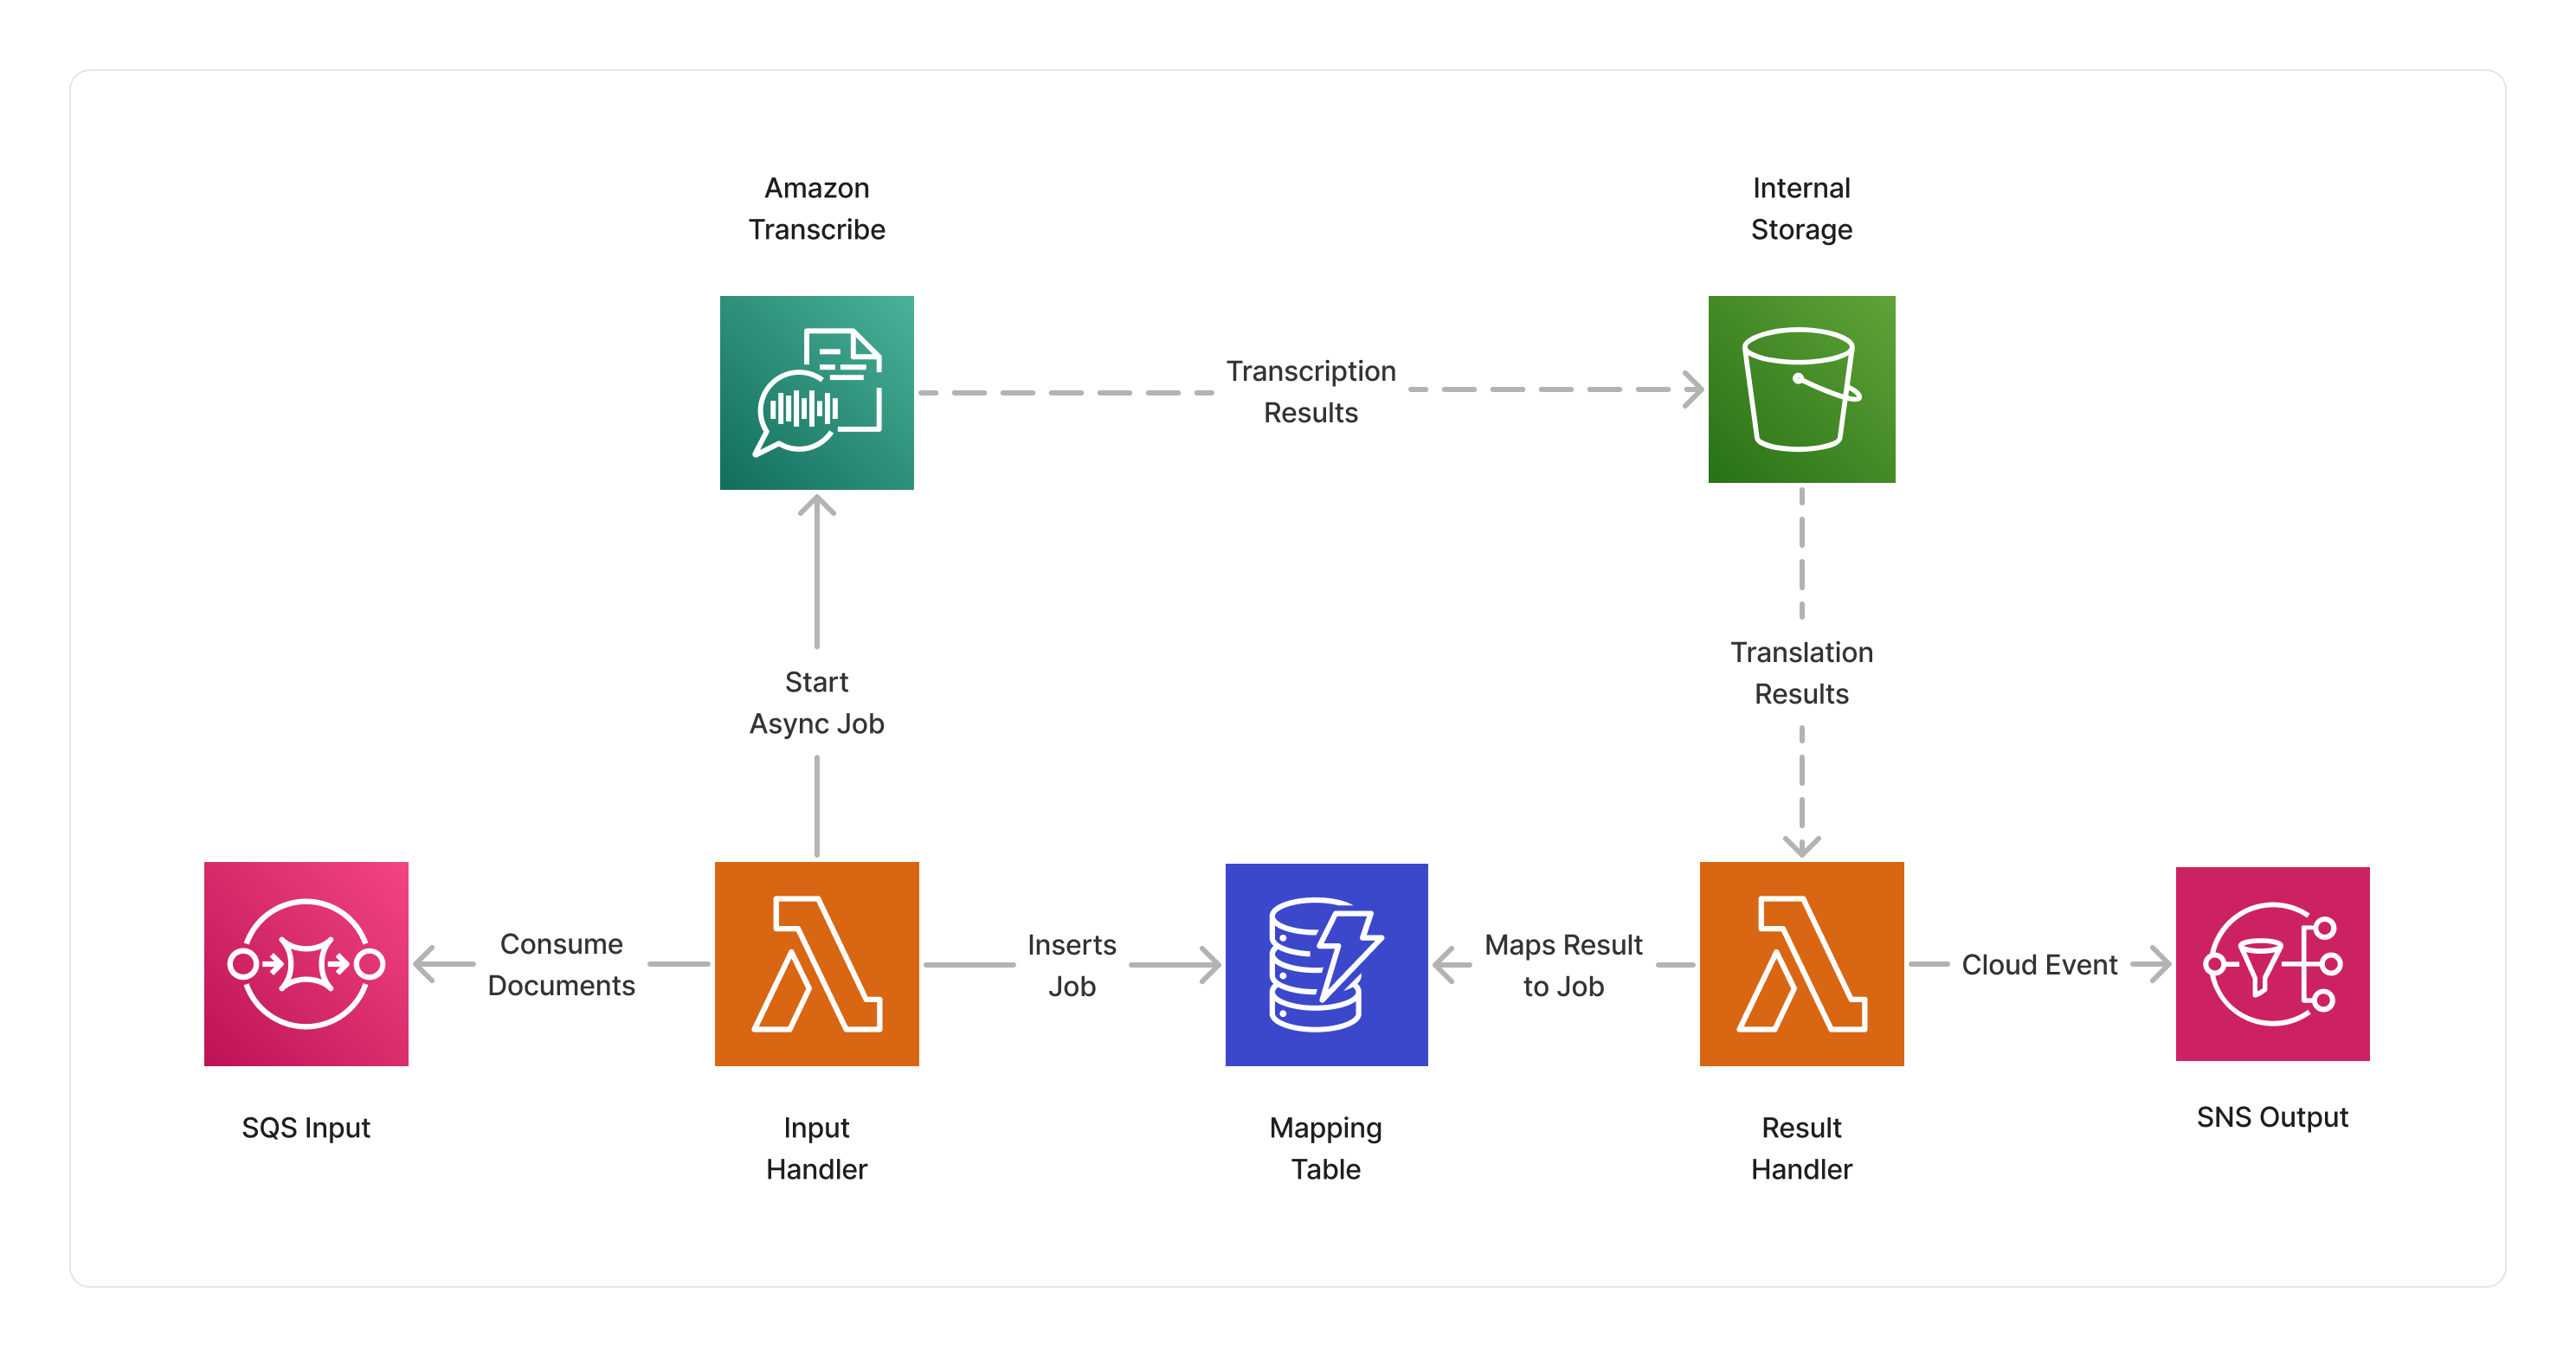 Amazon
Transcribe
Internal
Storage
Transcription
Results
Translation
Results
Start
Async Job
Consume
Documents
Inserts
Job
Maps Result
to Job
Cloud Event
SQS Input
Input
Handler
Mapping
Table
Result
Handler
SNS Output